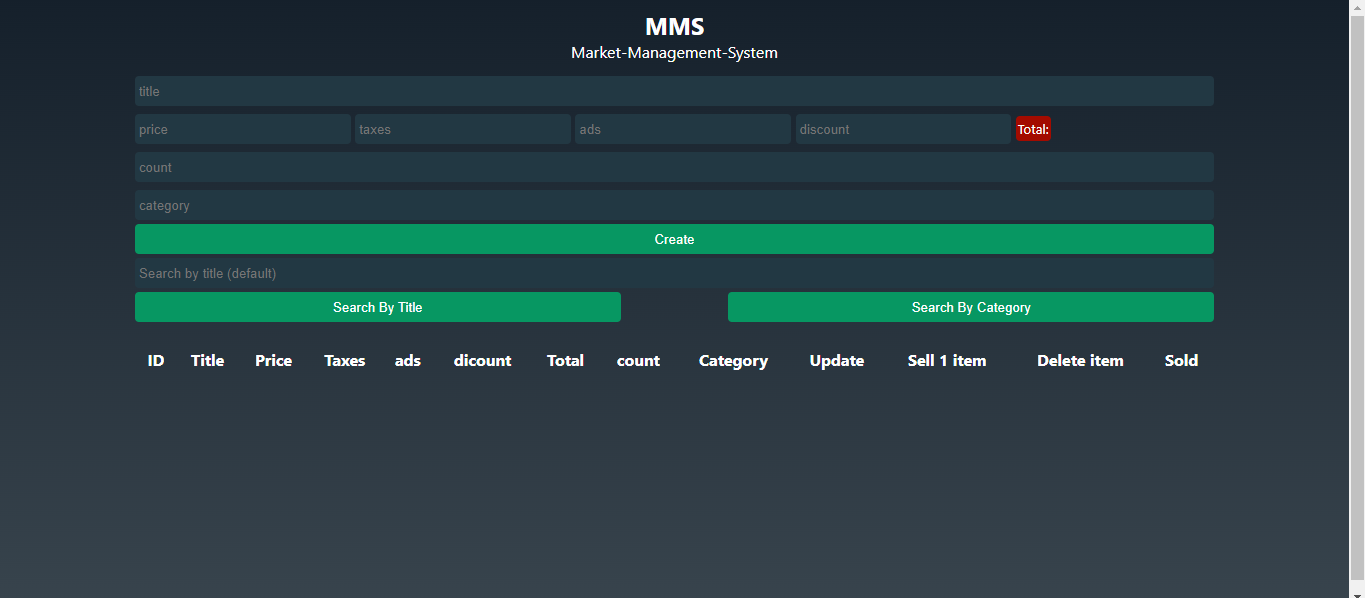 MMS
Market-Management-System
title
price taxes ads discount Total:
count
category
Create
Search by title (default)
Search By Title Search By Category
ID Title Price Taxes ads dicount Total count Category Update Sell 1 item Delete item Sold